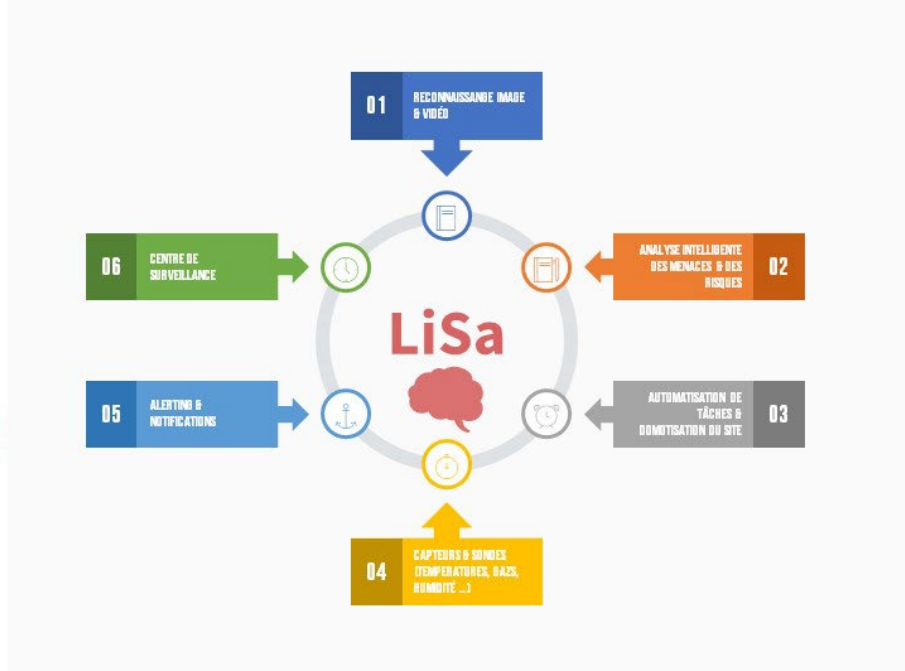 01
RECONNAISSANCE IMAGE
& VIDÉO
06
CENTRE DE
SURVEILLANCE
ANALYSE INTELLIGENTE
DES MENACES & DES
RISQUES
02
LiSa
05
ALERTING &
NOTIFICATIONS
AUTOMATISATION DE
TÂCHES &
DOMOTISATION DU SITE
03
04
CAPTEURS & SONDES
(TEMPERATURES, GAZS,
HUMIDITÉ ...)